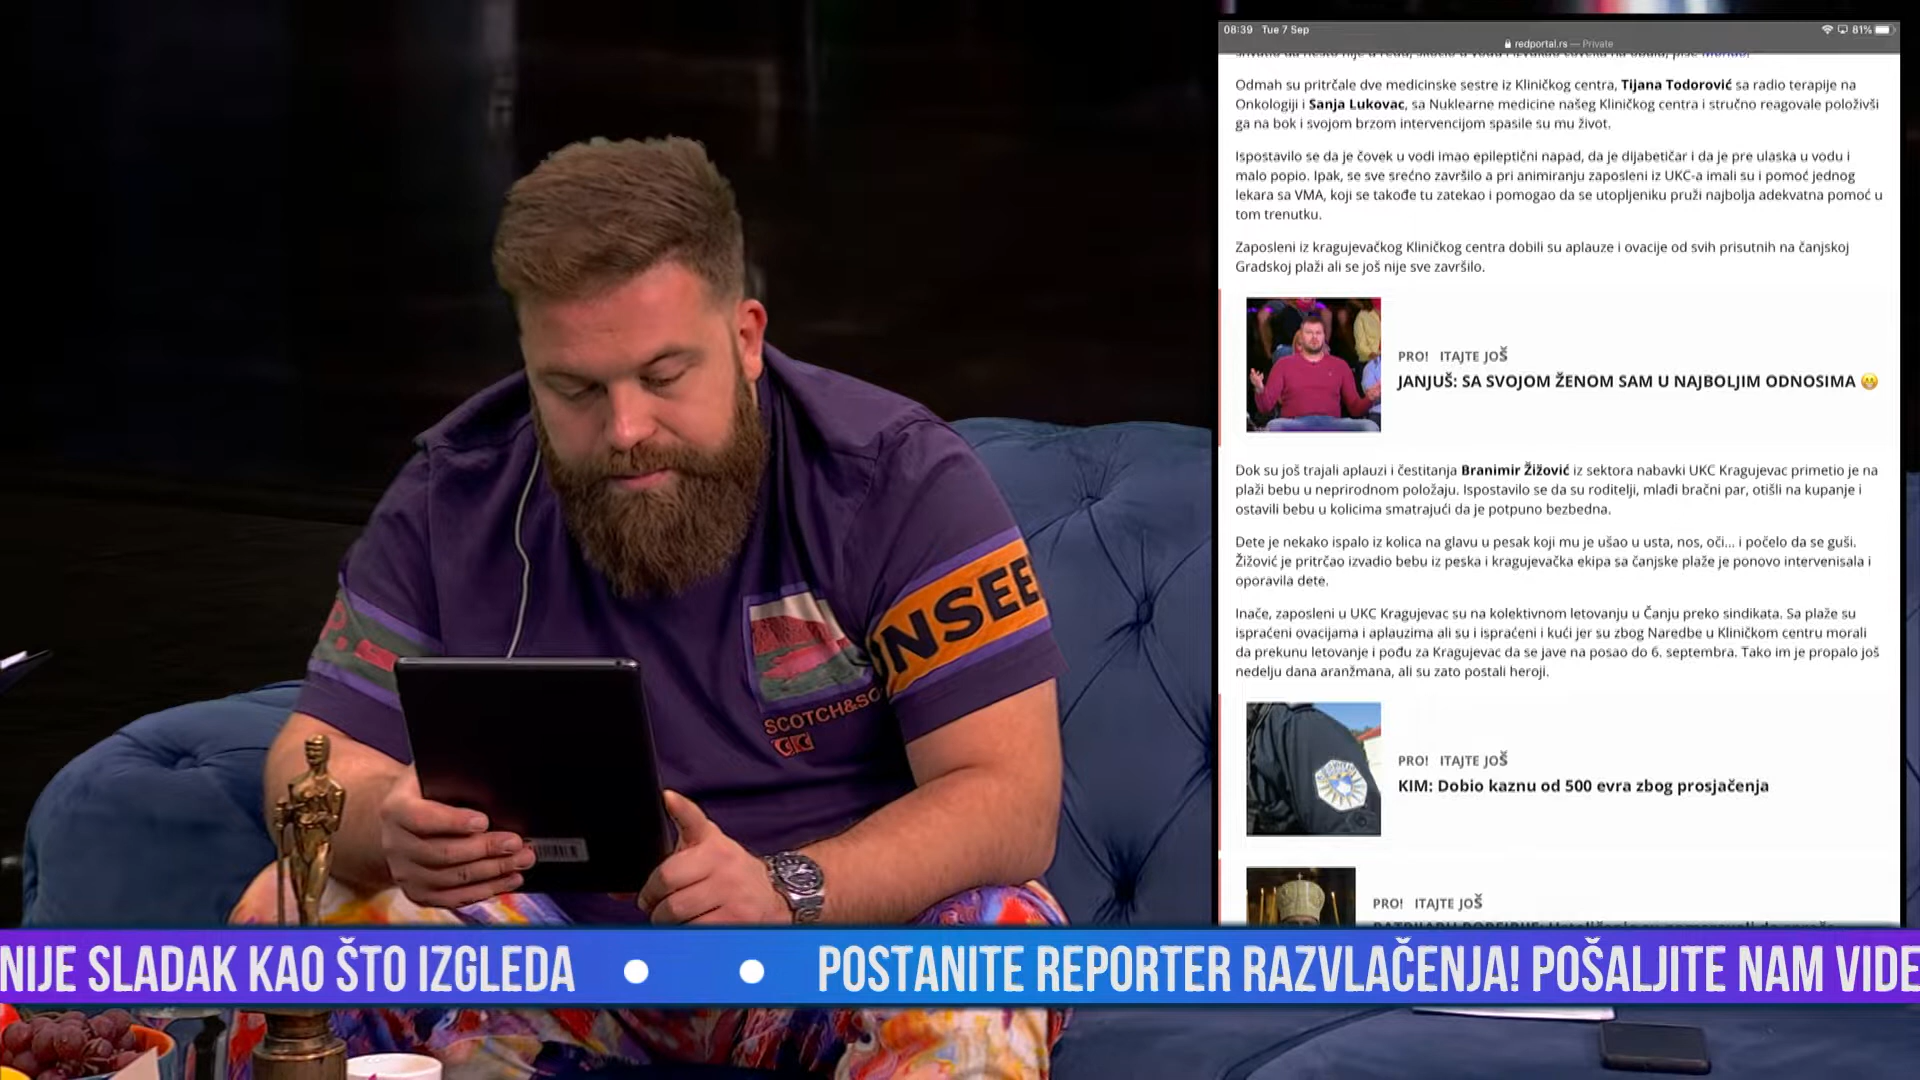 08:39 Tue 7 Sep
81%
redportal.rs — Private
Odmah su pritrčale dve medicinske sestre iz Kliničkog centra, Tijana Todorović sa radio terapije na
Onkologiji i Sanja Lukovac, sa Nuklearne medicine našeg Kliničkog centra i stručno reagovale položivši
ga na bok i svojom brzom intervencijom spasile su mu život.
Ispostavilo se da je čovek u vodi imao epileptični napad, da je dijabetičar i da je pre ulaska u vodu i
malo popio. Ipak, se sve srećno završilo a pri animiranju zaposleni iz UKC-a imali su i pomoć jednog
lekara sa VMA, koji se takođe tu zatekao i pomogao da se utopljeniku pruži najbolja adekvatna pomoć u
tom trenutku.
Zaposleni iz kragujevačkog Kliničkog centra dobili su aplauze i ovacije od svih prisutnih na čanjskoj
Gradskoj plaži ali se još nije sve završilo.
PRO! ITAJTE JOŠ
JANJUŠ: SA SVOJOM ŽENOM SAM U NAJBOLJIM ODNOSIMA 😁
Dok su još trajali aplauzi i čestitanja Branimir Žižović iz sektora nabavki UKC Kragujevac primetio je na
plaži bebu u neprirodnom položaju. Ispostavilo se da su roditelji, mlađi bračni par, otišli na kupanje i
ostavili bebu u kolicima smatrajući da je potpuno bezbedna.
Dete je nekako ispalo iz kolica na glavu u pesak koji mu je ušao u usta, nos, oči... i počelo da se guši.
Žižović je pritrčao izvadio bebu iz peska i kragujevačka ekipa sa čanjske plaže je ponovo intervenisala i
oporavila dete.
Inače, zaposleni u UKC Kragujevac su na kolektivnom letovanju u Čanju preko sindikata. Sa plaže su
ispraćeni ovacijama i aplauzima ali su i ispraćeni i kući jer su zbog Naredbe u Kliničkom centru morali
da prekunu letovanje i pođu za Kragujevac da se jave na posao do 6. septembra. Tako im je propalo još
nedelju dana aranžmana, ali su zato postali heroji.
PRO! ITAJTE JOŠ
KIM: Dobio kaznu od 500 evra zbog prosjačenja
PRO! ITAJTE JOŠ
NSEE
SCOTCH&SO
NIJE SLADAK KAO ŠTO IZGLEDA
POSTANITE REPORTER RAZVLAČENJA! POŠALJITE NAM VIDE